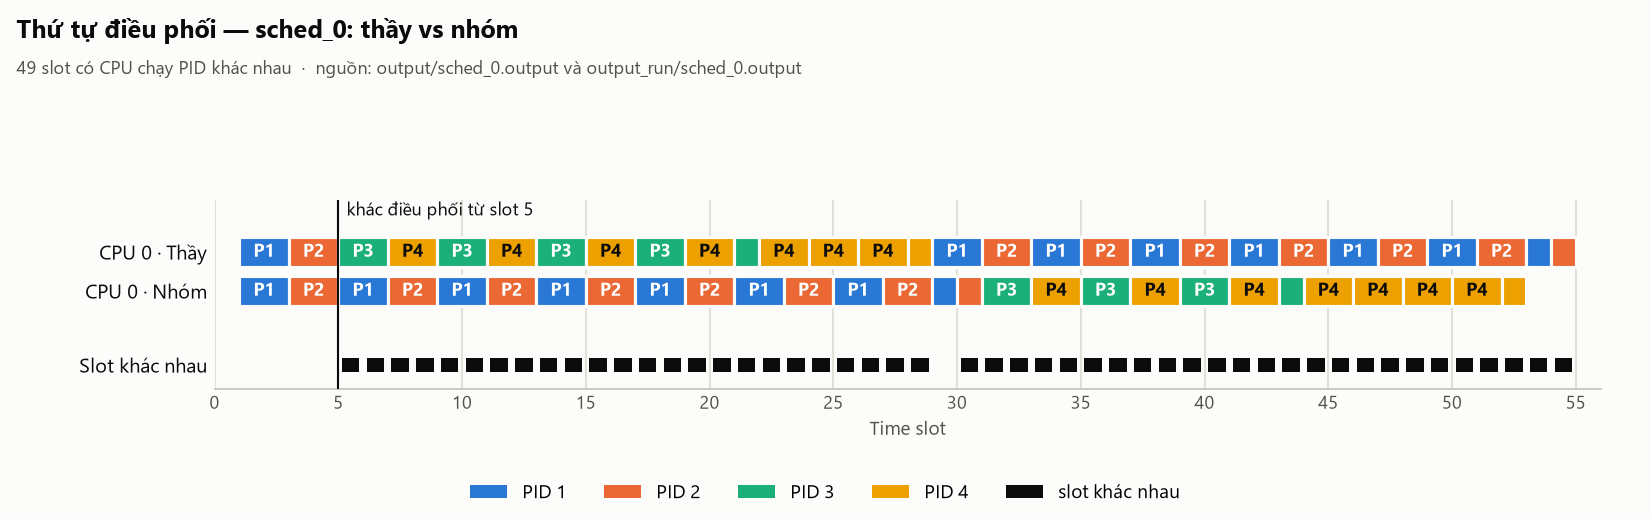 Thứ tự điều phối — sched_0: thầy vs nhóm
49 slot có CPU chạy PID khác nhau · nguồn: output/sched_0.output và output_run/sched_0.output
khác điều phối từ slot 5
CPU 0 · Thầy P1 P2 P3 P4 P3 P4 P3 P4 P3 P4 P4 P4 P4 P1 P2 P1 P2 P1 P2 P1 P2 P1 P2 P1 P2
CPU 0 · Nhóm P1 P2 P1 P2 P1 P2 P1 P2 P1 P2 P1 P2 P1 P2 P3 P4 P3 P4 P3 P4 P4 P4 P4 P4
Slot khác nhau
0 5 10 15 20 25 30 35 40 45 50 55
Time slot
PID 1 PID 2 PID 3 PID 4 slot khác nhau